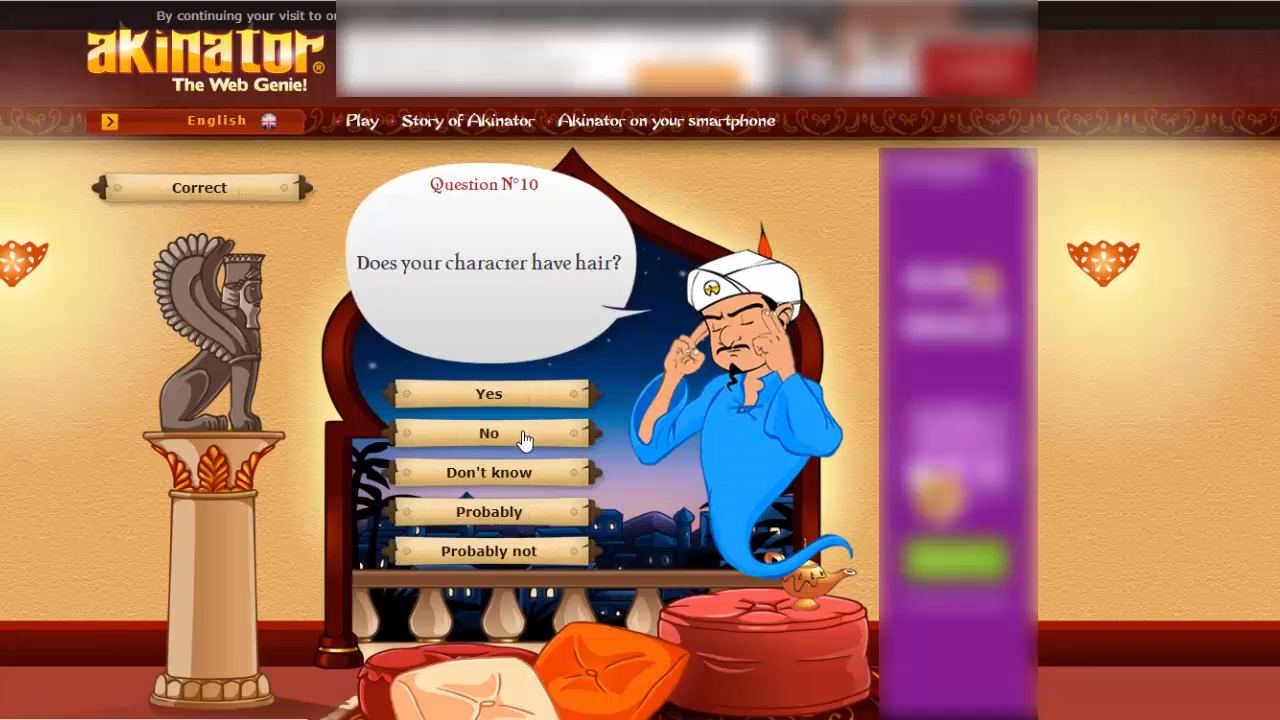 By continuing your visit to ou
akinator®
The Web Genie!
English
Play · Story of Akinator · Akinator on your smartphone
Correct
Question N°10
Does your character have hair?
Yes
No
Don't know
Probably
Probably not